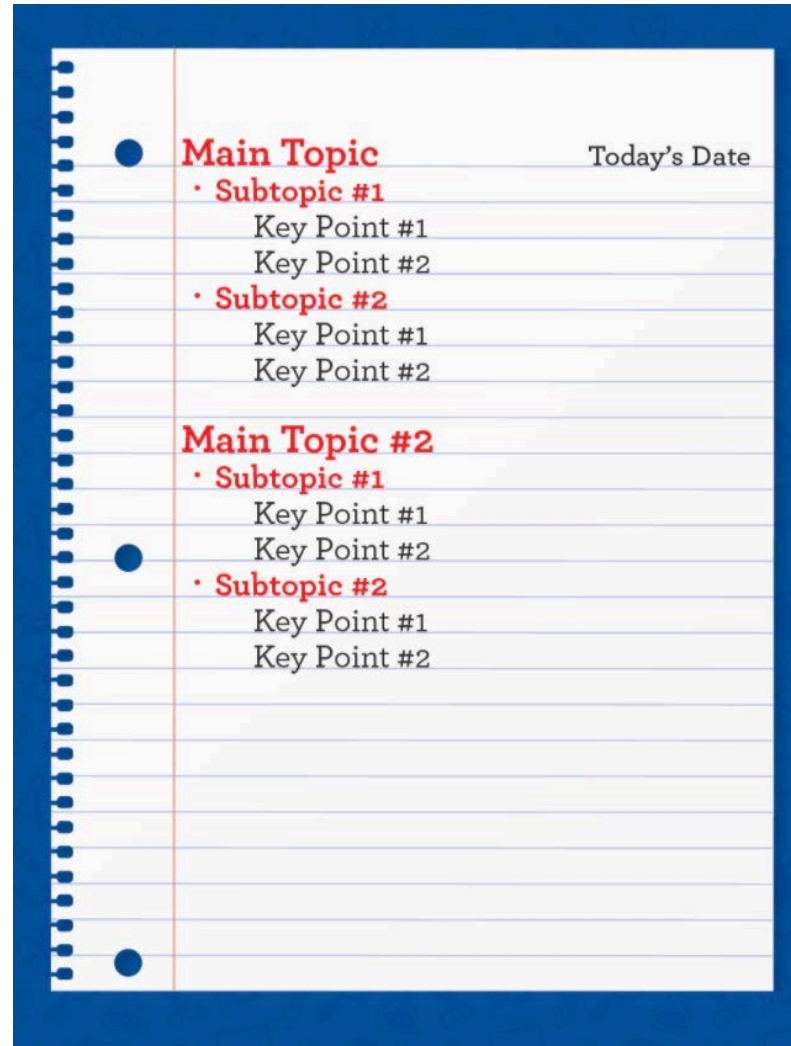 Main Topic Today's Date
· Subtopic #1
Key Point #1
Key Point #2
· Subtopic #2
Key Point #1
Key Point #2
Main Topic #2
· Subtopic #1
Key Point #1
Key Point #2
· Subtopic #2
Key Point #1
Key Point #2